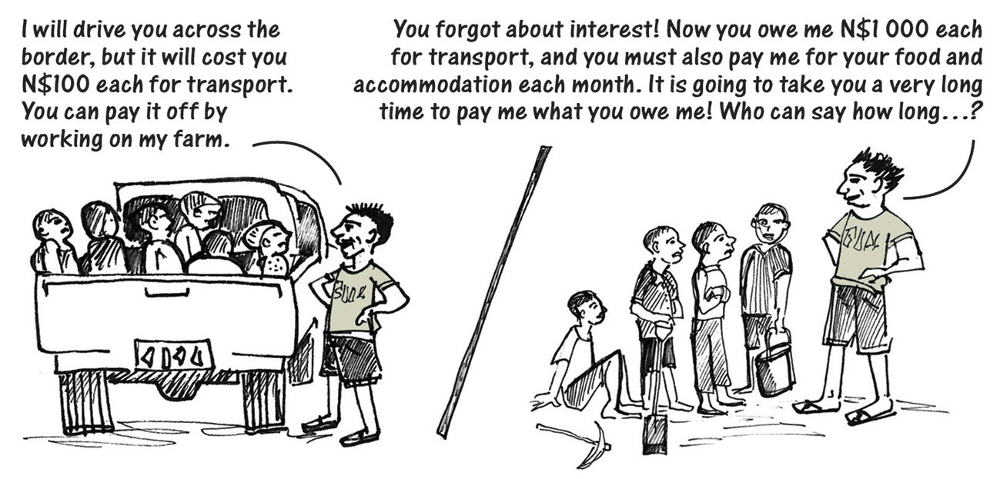 I will drive you across the
border, but it will cost you
N$100 each for transport.
You can pay it off by
working on my farm.
You forgot about interest! Now you owe me N$1 000 each
for transport, and you must also pay me for your food and
accommodation each month. It is going to take you a very long
time to pay me what you owe me! Who can say how long...?